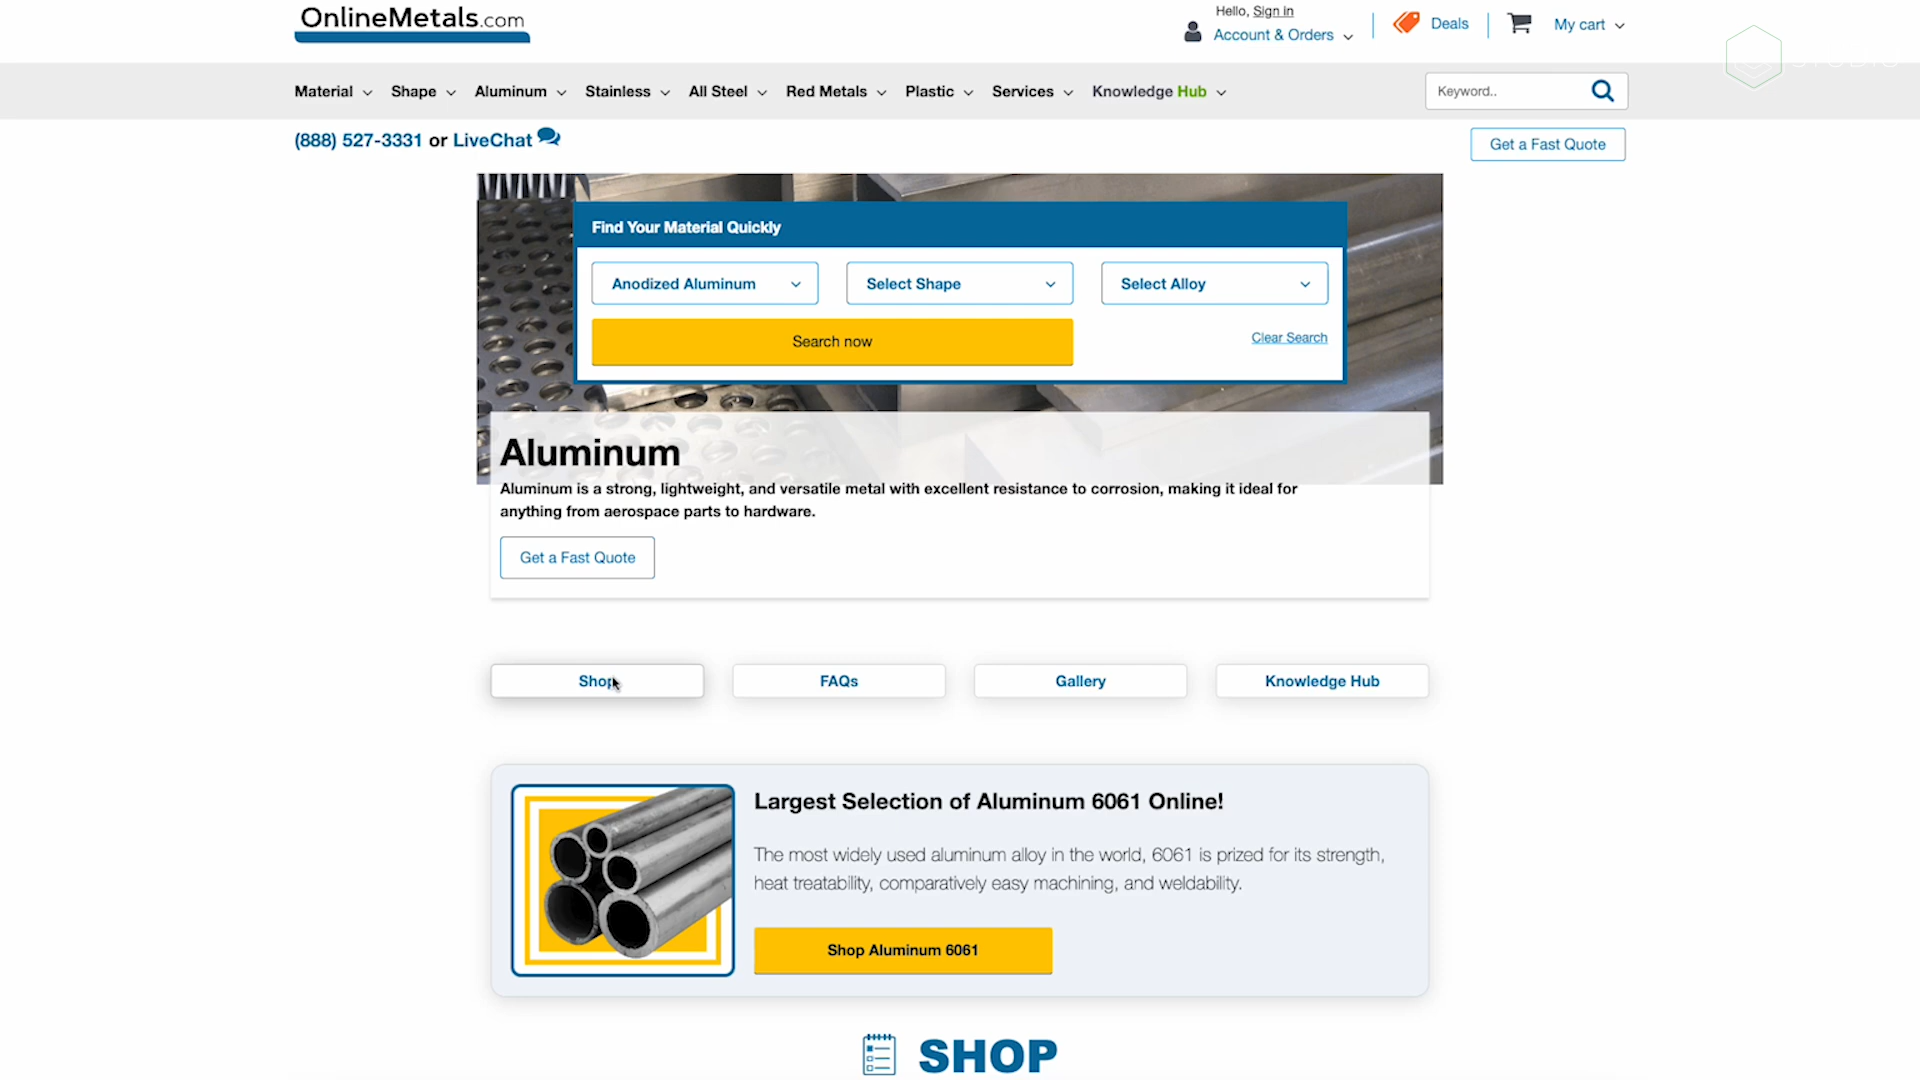 OnlineMetals.com
Hello, Sign in
Account & Orders
Deals
My cart
Material
Shape
Aluminum
Stainless
All Steel
Red Metals
Plastic
Services
Knowledge Hub
Keyword..
(888) 527-3331 or LiveChat
Get a Fast Quote
Find Your Material Quickly
Anodized Aluminum
Select Shape
Select Alloy
Search now
Clear Search
Aluminum
Aluminum is a strong, lightweight, and versatile metal with excellent resistance to corrosion, making it ideal for
anything from aerospace parts to hardware.
Get a Fast Quote
Shop
FAQs
Gallery
Knowledge Hub
Largest Selection of Aluminum 6061 Online!
The most widely used aluminum alloy in the world, 6061 is prized for its strength,
heat treatability, comparatively easy machining, and weldability.
Shop Aluminum 6061
SHOP